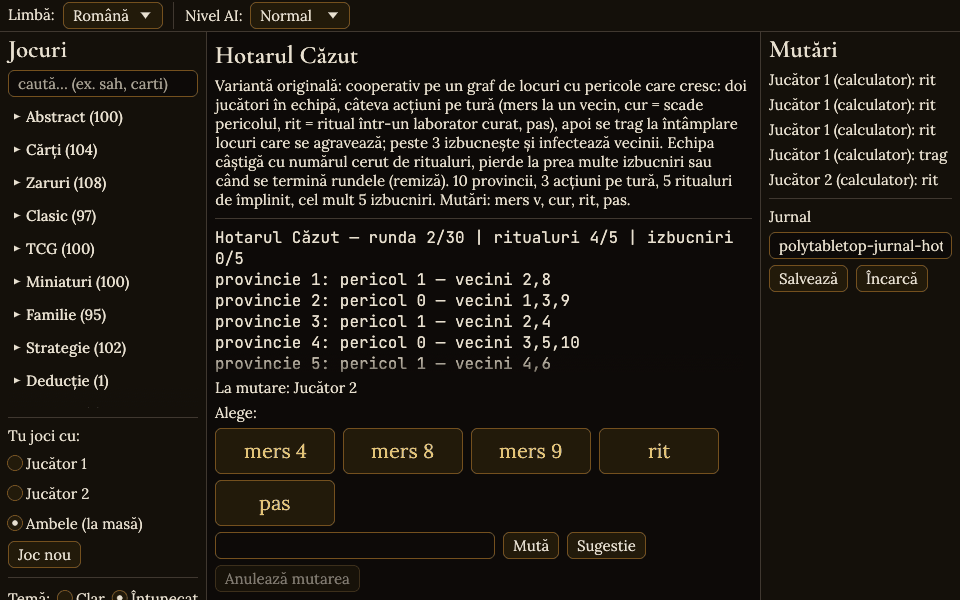 Limbă: Română ▼ Nivel AI: Normal ▼
Jocuri
caută... (ex. sah, carti)
▸ Abstract (100)
▸ Cărți (104)
▸ Zaruri (108)
▸ Clasic (97)
▸ TCG (100)
▸ Miniaturi (100)
▸ Familie (95)
▸ Strategie (102)
▸ Deducție (1)
Tu joci cu:
Jucător 1
Jucător 2
Ambele (la masă)
Joc nou
Temă: Clar Întunecat
Hotarul Căzut
Variantă originală: cooperativ pe un graf de locuri cu pericole care cresc: doi
jucători în echipă, câteva acțiuni pe tură (mers la un vecin, cur = scade
pericolul, rit = ritual într-un laborator curat, pas), apoi se trag la întâmplare
locuri care se agravează; peste 3 izbucnește și infectează vecinii. Echipa
câștigă cu numărul cerut de ritualuri, pierde la prea multe izbucniri sau
când se termină rundele (remiză). 10 provincii, 3 acțiuni pe tură, 5 ritualuri
de împlinit, cel mult 5 izbucniri. Mutări: mers v, cur, rit, pas.
Hotarul Căzut — runda 2/30 | ritualuri 4/5 | izbucniri
0/5
provincie 1: pericol 1 — vecini 2,8
provincie 2: pericol 0 — vecini 1,3,9
provincie 3: pericol 1 — vecini 2,4
provincie 4: pericol 0 — vecini 3,5,10
provincie 5: pericol 1 — vecini 4,6
La mutare: Jucător 2
Alege:
mers 4 mers 8 mers 9 rit
pas
Mută Sugestie
Anulează mutarea
Mutări
Jucător 1 (calculator): rit
Jucător 1 (calculator): rit
Jucător 1 (calculator): rit
Jucător 1 (calculator): trag
Jucător 2 (calculator): rit
Jurnal
polytabletop-jurnal-hot
Salvează Încarcă